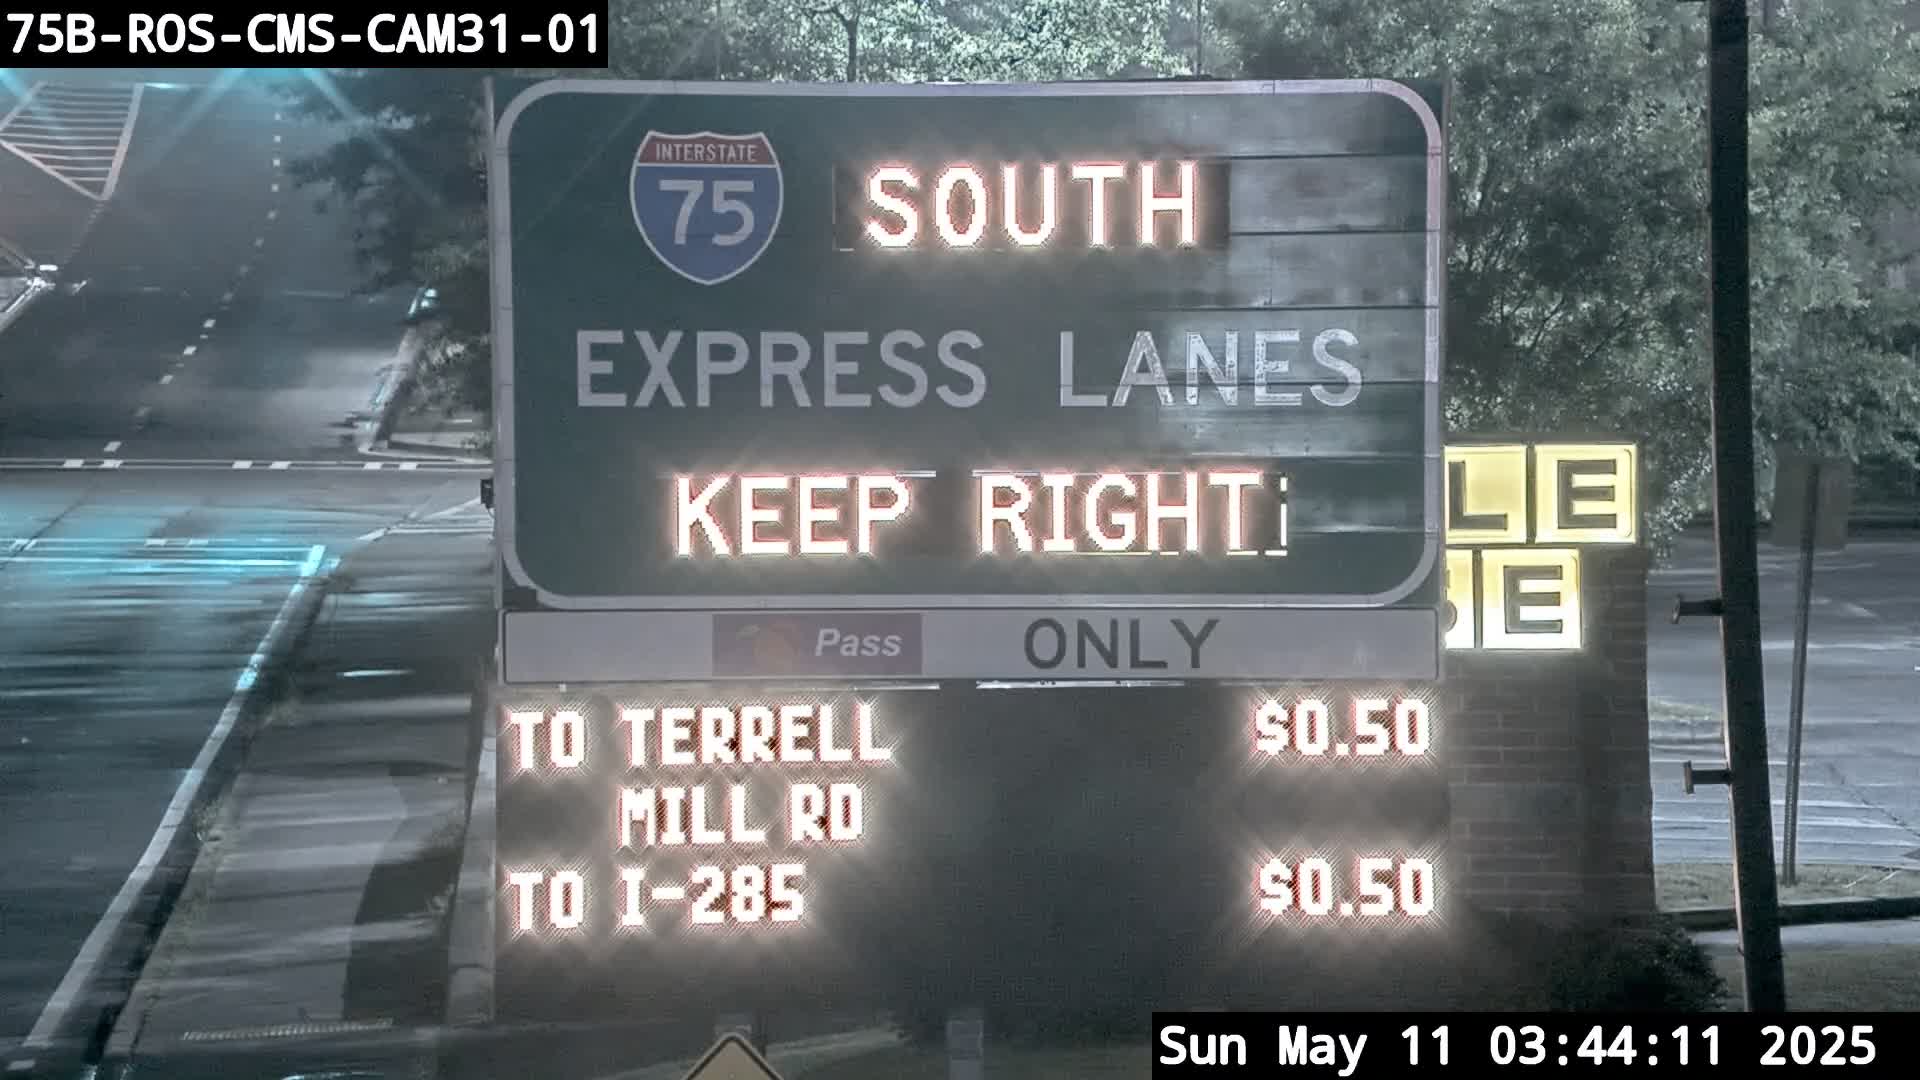 75B-ROS-CMS-CAM31-01
INTERSTATE
75
SOUTH
EXPRESS LANES
KEEP RIGHT
Pass
ONLY
TO TERRELL $0.50
MILL RD
TO I-285 $0.50
LE
E
Sun May 11 03:44:11 2025